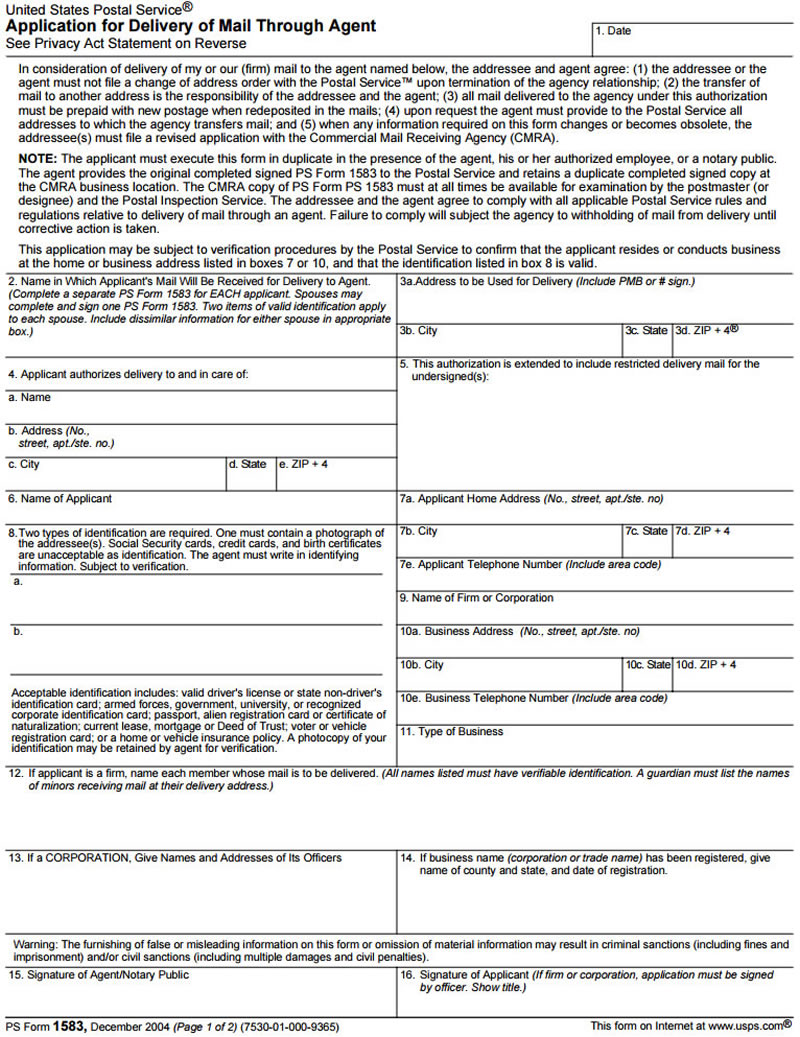 United States Postal Service®
Application for Delivery of Mail Through Agent
See Privacy Act Statement on Reverse
1. Date
In consideration of delivery of my or our (firm) mail to the agent named below, the addressee and agent agree: (1) the addressee or the
agent must not file a change of address order with the Postal Service™ upon termination of the agency relationship; (2) the transfer of
mail to another address is the responsibility of the addressee and the agent; (3) all mail delivered to the agency under this authorization
must be prepaid with new postage when redeposited in the mails; (4) upon request the agent must provide to the Postal Service all
addresses to which the agency transfers mail; and (5) when any information required on this form changes or becomes obsolete, the
addressee(s) must file a revised application with the Commercial Mail Receiving Agency (CMRA).
NOTE: The applicant must execute this form in duplicate in the presence of the agent, his or her authorized employee, or a notary public.
The agent provides the original completed signed PS Form 1583 to the Postal Service and retains a duplicate completed signed copy at
the CMRA business location. The CMRA copy of PS Form PS 1583 must at all times be available for examination by the postmaster (or
designee) and the Postal Inspection Service. The addressee and the agent agree to comply with all applicable Postal Service rules and
regulations relative to delivery of mail through an agent. Failure to comply will subject the agency to withholding of mail from delivery until
corrective action is taken.
This application may be subject to verification procedures by the Postal Service to confirm that the applicant resides or conducts business
at the home or business address listed in boxes 7 or 10, and that the identification listed in box 8 is valid.
2. Name in Which Applicant's Mail Will Be Received for Delivery to Agent.
(Complete a separate PS Form 1583 for EACH applicant. Spouses may
complete and sign one PS Form 1583. Two items of valid identification apply
to each spouse. Include dissimilar information for either spouse in appropriate
box.)
3a.Address to be Used for Delivery (Include PMB or # sign.)
3b. City
3c. State
3d. ZIP + 4®
4. Applicant authorizes delivery to and in care of:
a. Name
b. Address (No.,
street, apt./ste. no.)
c. City
d. State
e. ZIP + 4
5. This authorization is extended to include restricted delivery mail for the
undersigned(s):
6. Name of Applicant
7a. Applicant Home Address (No., street, apt./ste. no)
7b. City
7c. State
7d. ZIP + 4
7e. Applicant Telephone Number (Include area code)
8.Two types of identification are required. One must contain a photograph of
the addressee(s). Social Security cards, credit cards, and birth certificates
are unacceptable as identification. The agent must write in identifying
information. Subject to verification.
a.
b.
Acceptable identification includes: valid driver's license or state non-driver's
identification card; armed forces, government, university, or recognized
corporate identification card; passport, alien registration card or certificate of
naturalization; current lease, mortgage or Deed of Trust; voter or vehicle
registration card; or a home or vehicle insurance policy. A photocopy of your
identification may be retained by agent for verification.
9. Name of Firm or Corporation
10a. Business Address (No., street, apt./ste. no)
10b. City
10c. State
10d. ZIP + 4
10e. Business Telephone Number (Include area code)
11. Type of Business
12. If applicant is a firm, name each member whose mail is to be delivered. (All names listed must have verifiable identification. A guardian must list the names
of minors receiving mail at their delivery address.)
13. If a CORPORATION, Give Names and Addresses of Its Officers
14. If business name (corporation or trade name) has been registered, give
name of county and state, and date of registration.
Warning: The furnishing of false or misleading information on this form or omission of material information may result in criminal sanctions (including fines and
imprisonment) and/or civil sanctions (including multiple damages and civil penalties).
15. Signature of Agent/Notary Public
16. Signature of Applicant (If firm or corporation, application must be signed
by officer. Show title.)
PS Form 1583, December 2004 (Page 1 of 2) (7530-01-000-9365)
This form on Internet at www.usps.com®